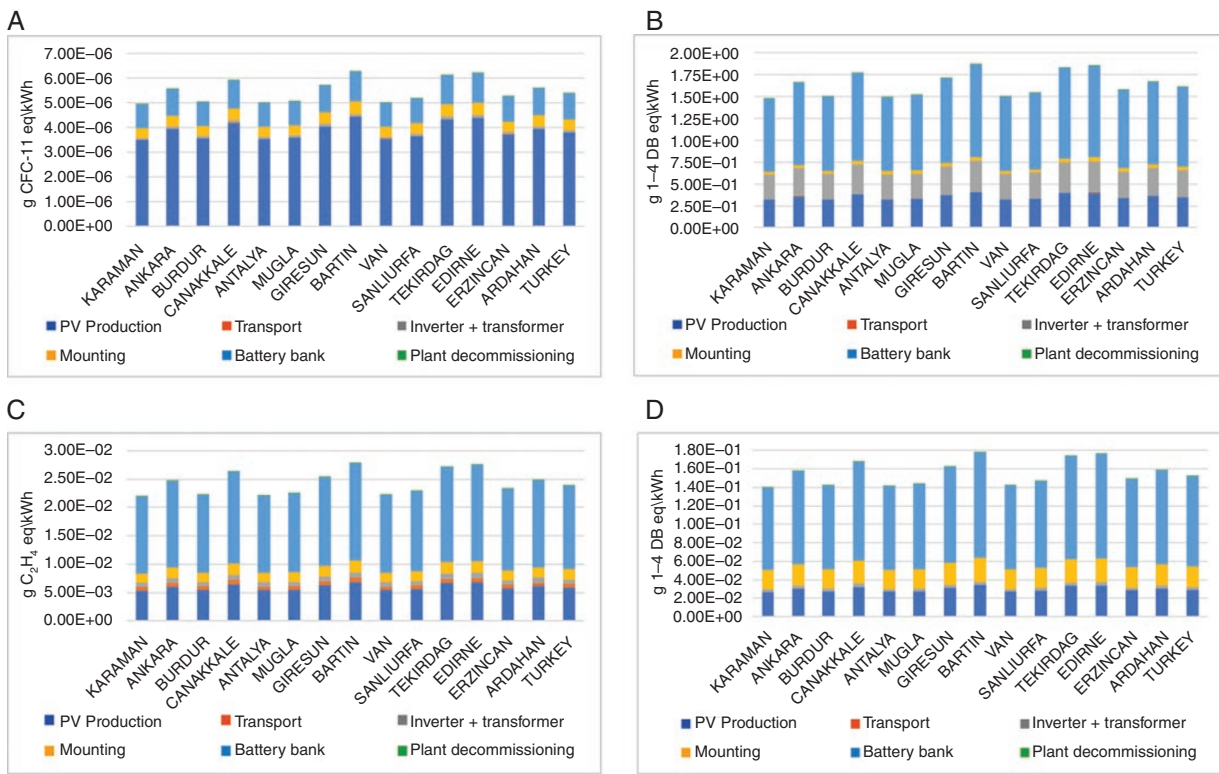 A
7.00E−06
6.00E−06
5.00E−06
4.00E−06
3.00E−06
2.00E−06
1.00E−06
0.00E+00
g CFC-11 eq\kWh
KARAMAN
ANKARA
BURDUR
CANAKKALE
ANTALYA
MUGLA
GIRESUN
BARTIN
VAN
SANLIURFA
TEKIRDAG
EDIRNE
ERZINCAN
ARDAHAN
TURKEY
PV Production Transport Inverter + transformer
Mounting Battery bank Plant decommissioning
B
2.00E+00
1.75E+00
1.50E+00
1.25E+00
1.00E+00
7.50E−01
5.00E−01
2.50E−01
0.00E+00
g 1–4 DB eq\kWh
KARAMAN
ANKARA
BURDUR
CANAKKALE
ANTALYA
MUGLA
GIRESUN
BARTIN
VAN
SANLIURFA
TEKIRDAG
EDIRNE
ERZINCAN
ARDAHAN
TURKEY
PV Production Transport Inverter + transformer
Mounting Battery bank Plant decommissioning
C
3.00E−02
2.50E−02
2.00E−02
1.50E−02
1.00E−02
5.00E−03
0.00E+00
g C₂H₄ eq\kWh
KARAMAN
ANKARA
BURDUR
CANAKKALE
ANTALYA
MUGLA
GIRESUN
BARTIN
VAN
SANLIURFA
TEKIRDAG
EDIRNE
ERZINCAN
ARDAHAN
TURKEY
PV Production Transport Inverter + transformer
Mounting Battery bank Plant decommissioning
D
1.80E−01
1.60E−01
1.40E−01
1.20E−01
1.00E−01
8.00E−02
6.00E−02
4.00E−02
2.00E−02
0.00E+00
g 1–4 DB eq\kWh
KARAMAN
ANKARA
BURDUR
CANAKKALE
ANTALYA
MUGLA
GIRESUN
BARTIN
VAN
SANLIURFA
TEKIRDAG
EDIRNE
ERZINCAN
ARDAHAN
TURKEY
PV Production Transport Inverter + transformer
Mounting Battery bank Plant decommissioning